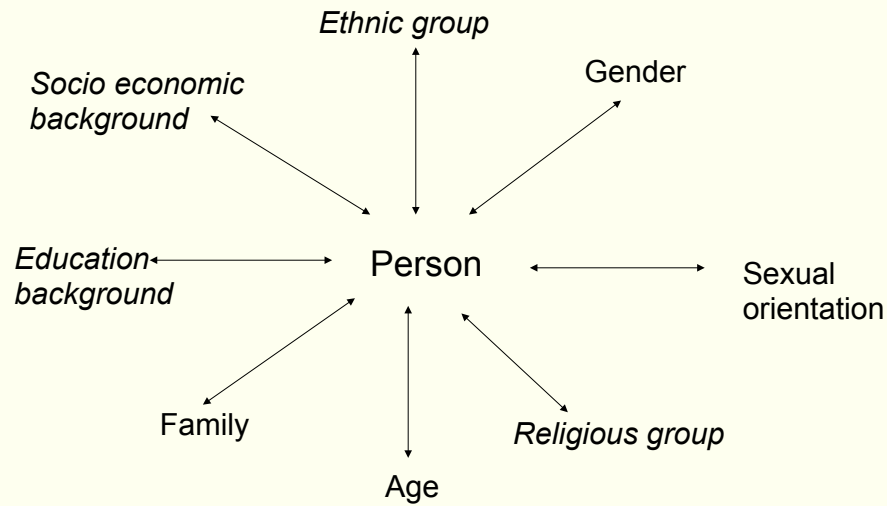 Ethnic group
Gender
Socio economic
background
Person
Education
background
Sexual
orientation
Family
Religious group
Age